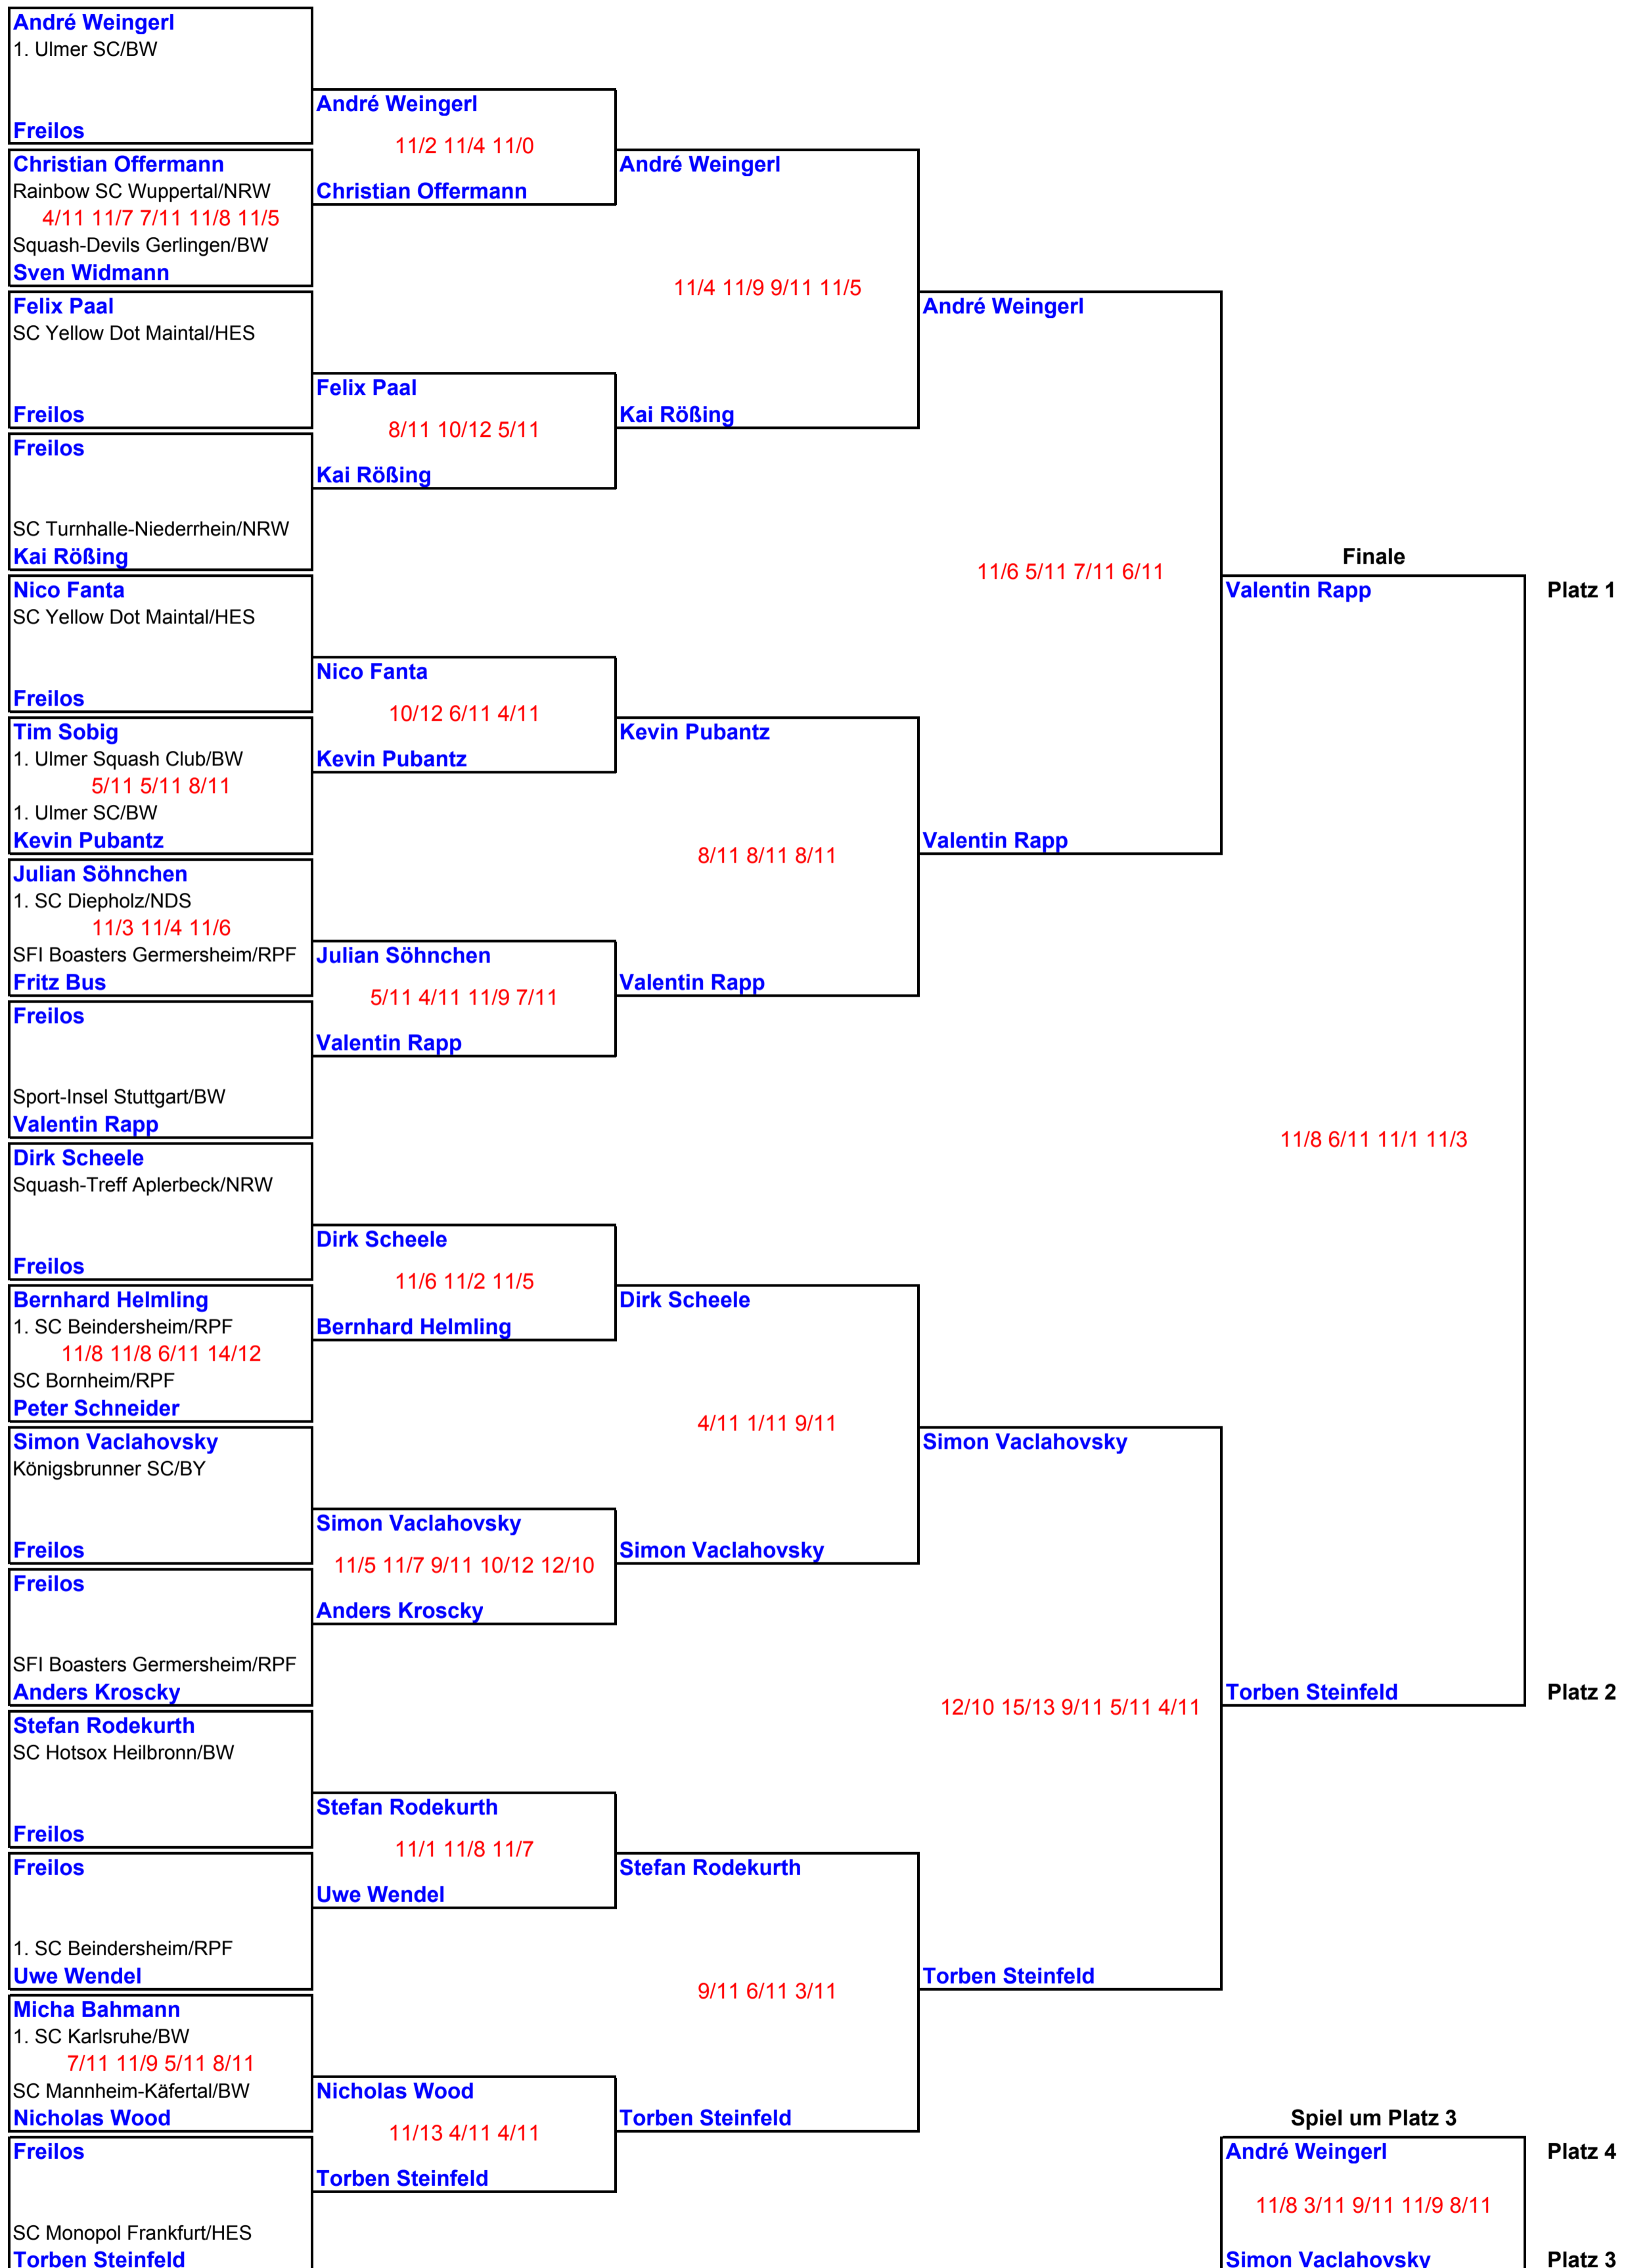 André Weingerl
1. Ulmer SC/BW
Freilos
Christian Offermann
Rainbow SC Wuppertal/NRW
4/11 11/7 7/11 11/8 11/5
Squash-Devils Gerlingen/BW
Sven Widmann
Felix Paal
SC Yellow Dot Maintal/HES
Freilos
Freilos
SC Turnhalle-Niederrhein/NRW
Kai Rößing
Nico Fanta
SC Yellow Dot Maintal/HES
Freilos
Tim Sobig
1. Ulmer Squash Club/BW
5/11 5/11 8/11
1. Ulmer SC/BW
Kevin Pubantz
Julian Söhnchen
1. SC Diepholz/NDS
11/3 11/4 11/6
SFI Boasters Germersheim/RPF
Fritz Bus
Freilos
Sport-Insel Stuttgart/BW
Valentin Rapp
Dirk Scheele
Squash-Treff Aplerbeck/NRW
Freilos
Bernhard Helmling
1. SC Beindersheim/RPF
11/8 11/8 6/11 14/12
SC Bornheim/RPF
Peter Schneider
Simon Vaclahovsky
Königsbrunner SC/BY
Freilos
Freilos
SFI Boasters Germersheim/RPF
Anders Kroscky
Stefan Rodekurth
SC Hotsox Heilbronn/BW
Freilos
Freilos
1. SC Beindersheim/RPF
Uwe Wendel
Micha Bahmann
1. SC Karlsruhe/BW
7/11 11/9 5/11 8/11
SC Mannheim-Käfertal/BW
Nicholas Wood
Freilos
SC Monopol Frankfurt/HES
Torben Steinfeld
André Weingerl
11/2 11/4 11/0
Christian Offermann
Felix Paal
8/11 10/12 5/11
Kai Rößing
Nico Fanta
10/12 6/11 4/11
Kevin Pubantz
Julian Söhnchen
5/11 4/11 11/9 7/11
Valentin Rapp
Dirk Scheele
11/6 11/2 11/5
Bernhard Helmling
Simon Vaclahovsky
11/5 11/7 9/11 10/12 12/10
Anders Kroscky
Stefan Rodekurth
11/1 11/8 11/7
Uwe Wendel
Nicholas Wood
11/13 4/11 4/11
Torben Steinfeld
André Weingerl
11/4 11/9 9/11 11/5
Kai Rößing
Kevin Pubantz
8/11 8/11 8/11
Valentin Rapp
Dirk Scheele
4/11 1/11 9/11
Simon Vaclahovsky
Stefan Rodekurth
9/11 6/11 3/11
Torben Steinfeld
André Weingerl
11/6 5/11 7/11 6/11
Valentin Rapp
Simon Vaclahovsky
12/10 15/13 9/11 5/11 4/11
Torben Steinfeld
Finale
Valentin Rapp
Platz 1
11/8 6/11 11/1 11/3
Torben Steinfeld
Platz 2
Spiel um Platz 3
André Weingerl
Platz 4
11/8 3/11 9/11 11/9 8/11
Simon Vaclahovsky
Platz 3